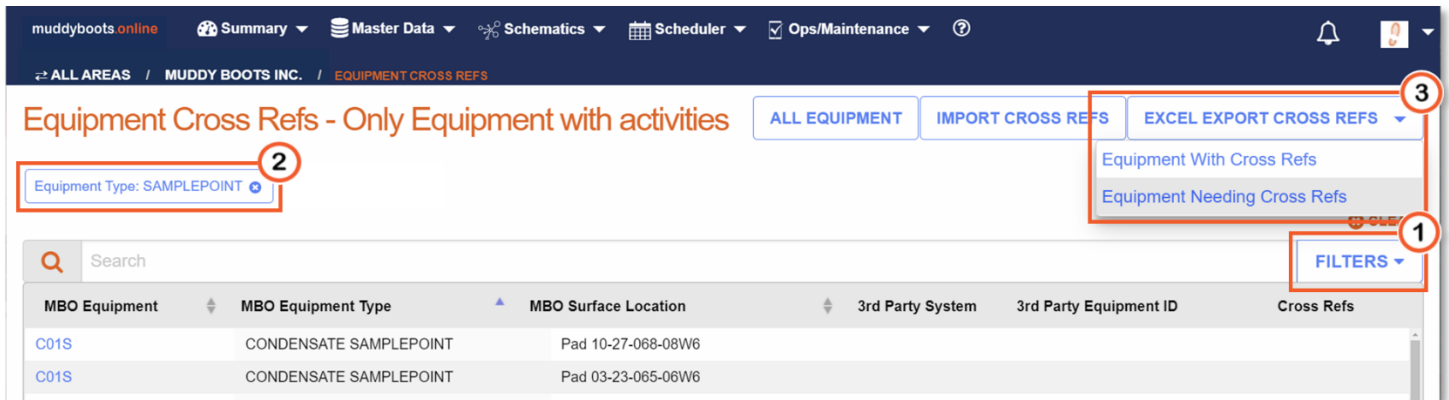 muddyboots.online Summary Master Data Schematics Scheduler Ops/Maintenance ?
ALL AREAS / MUDDY BOOTS INC. / EQUIPMENT CROSS REFS
3
Equipment Cross Refs - Only Equipment with activities ALL EQUIPMENT IMPORT CROSS REFS EXCEL EXPORT CROSS REFS
2
Equipment With Cross Refs
Equipment Type: SAMPLEPOINT
Equipment Needing Cross Refs
1
Search FILTERS
MBO Equipment MBO Equipment Type MBO Surface Location 3rd Party System 3rd Party Equipment ID Cross Refs
C01S CONDENSATE SAMPLEPOINT Pad 10-27-068-08W6
C01S CONDENSATE SAMPLEPOINT Pad 03-23-065-06W6